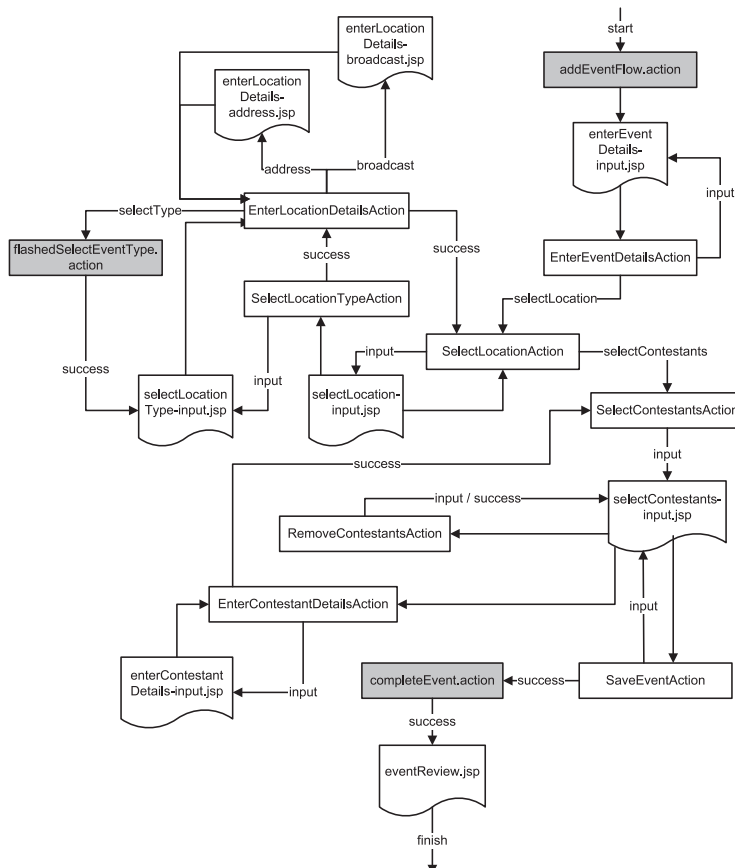 enterLocation
Details-
broadcast.jsp
start
addEventFlow.action
enterLocation
Details-
address.jsp
enterEvent
Details-
input.jsp
address
broadcast
input
selectType
EnterLocationDetailsAction
flashedSelectEventType.
action
success
success
EnterEventDetailsAction
SelectLocationTypeAction
selectLocation
success
input
input
SelectLocationAction
selectContestants
selectLocation
Type-input.jsp
selectLocation-
input.jsp
SelectContestantsAction
success
input
input / success
selectContestants-
input.jsp
RemoveContestantsAction
EnterContestantDetailsAction
input
enterContestant
Details-input.jsp
input
completeEvent.action
success
SaveEventAction
success
eventReview.jsp
finish